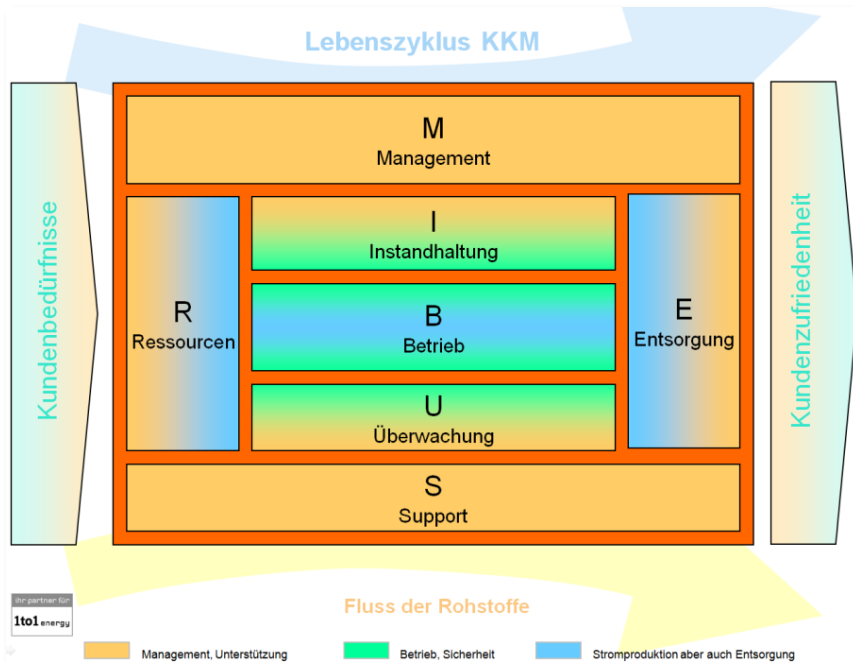 Lebenszyklus KKM
Kundenbedürfnisse
M
Management
I
Instandhaltung
R
Ressourcen
B
Betrieb
E
Entsorgung
U
Überwachung
S
Support
Kundenzufriedenheit
Fluss der Rohstoffe
ihr partner für
1to1 energy
Management, Unterstützung
Betrieb, Sicherheit
Stromproduktion aber auch Entsorgung